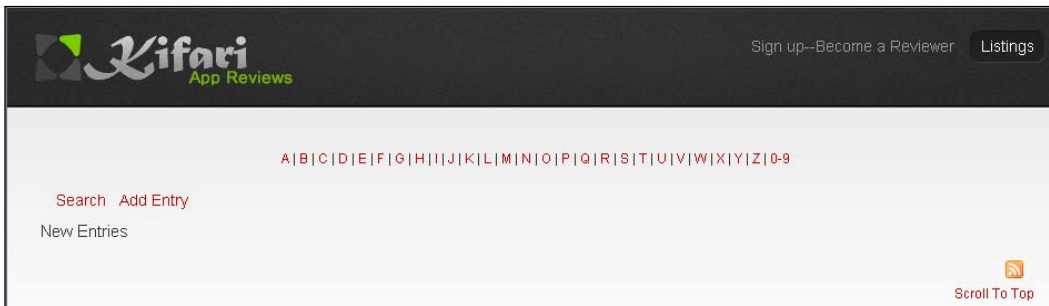 Kifari
App Reviews
Sign up--Become a Reviewer Listings
A|B|C|D|E|F|G|H|I|J|K|L|M|N|O|P|Q|R|S|T|U|V|W|X|Y|Z|0-9
Search Add Entry
New Entries
Scroll To Top